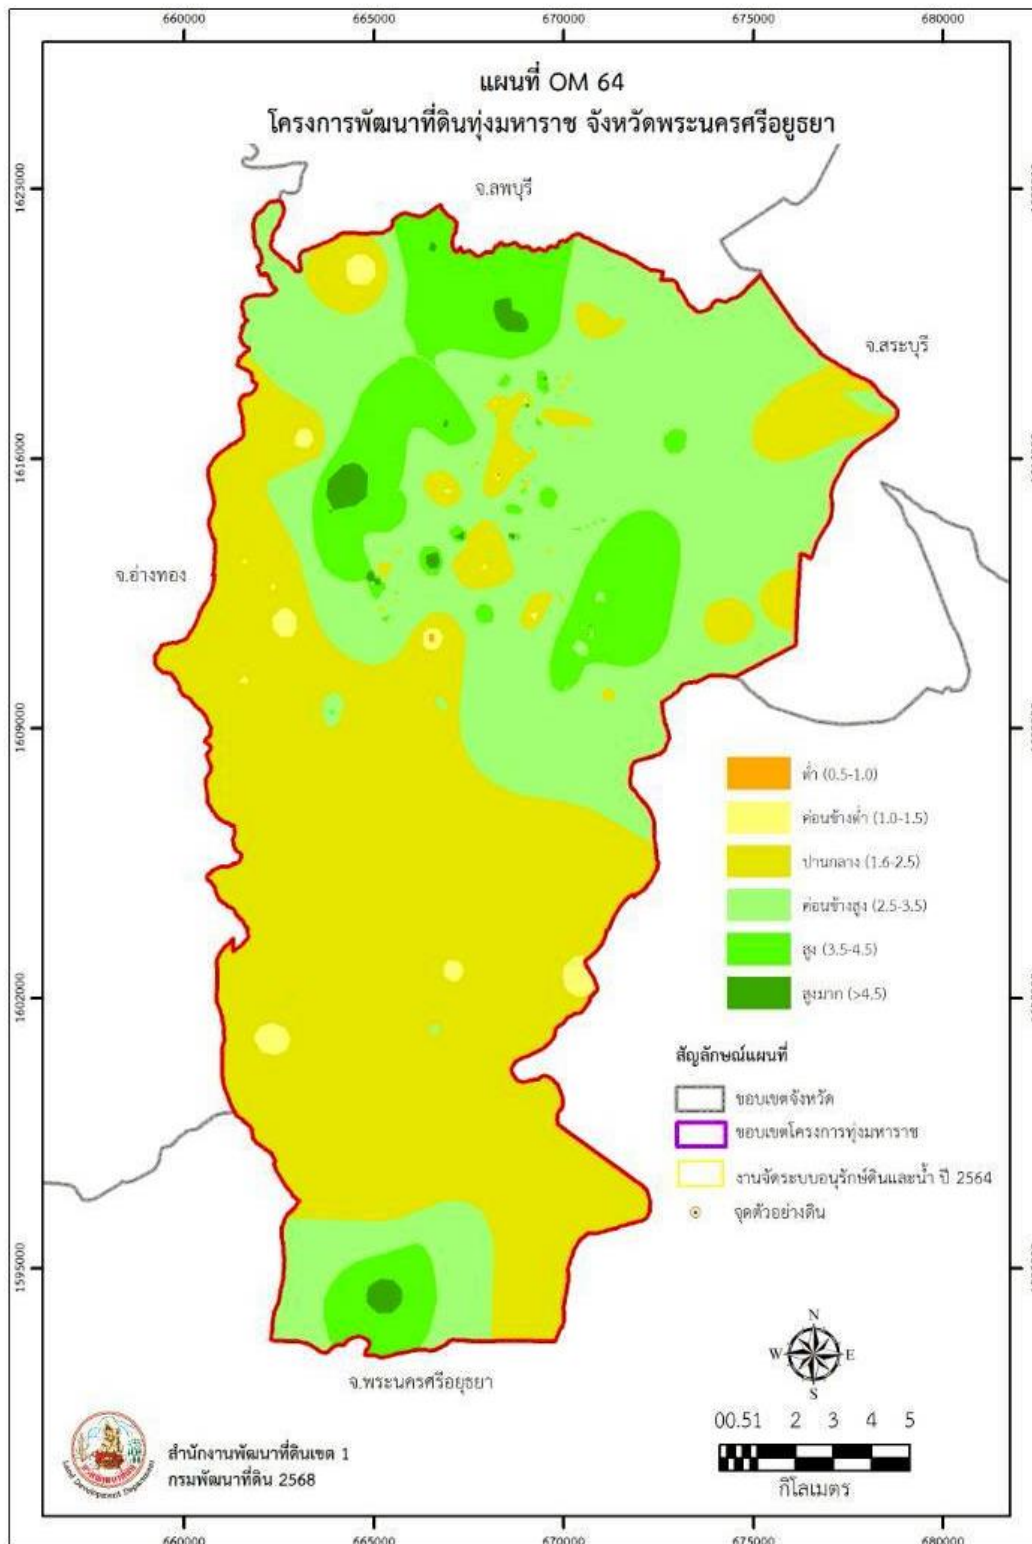 660000 665000 670000 675000 680000
แผนที่ OM 64
โครงการพัฒนาที่ดินทุ่งมหาราช จังหวัดพระนครศรีอยุธยา
1623000
จ.ลพบุรี
จ.สระบุรี
1616000
จ.อ่างทอง
1609000
ต่ำ (0.5-1.0)
ค่อนข้างต่ำ (1.0-1.5)
ปานกลาง (1.6-2.5)
ค่อนข้างสูง (2.5-3.5)
สูง (3.5-4.5)
สูงมาก (>4.5)
1602000
สัญลักษณ์แผนที่
ขอบเขตจังหวัด
ขอบเขตโครงการทุ่งมหาราช
งานจัดระบบอนุรักษ์ดินและน้ำ ปี 2564
จุดตัวอย่างดิน
1595000
N
W E
S
จ.พระนครศรีอยุธยา
00.51 2 3 4 5
กิโลเมตร
กรมพัฒนาที่ดิน
Land Development Department
สำนักงานพัฒนาที่ดินเขต 1
กรมพัฒนาที่ดิน 2568
660000 665000 670000 675000 680000